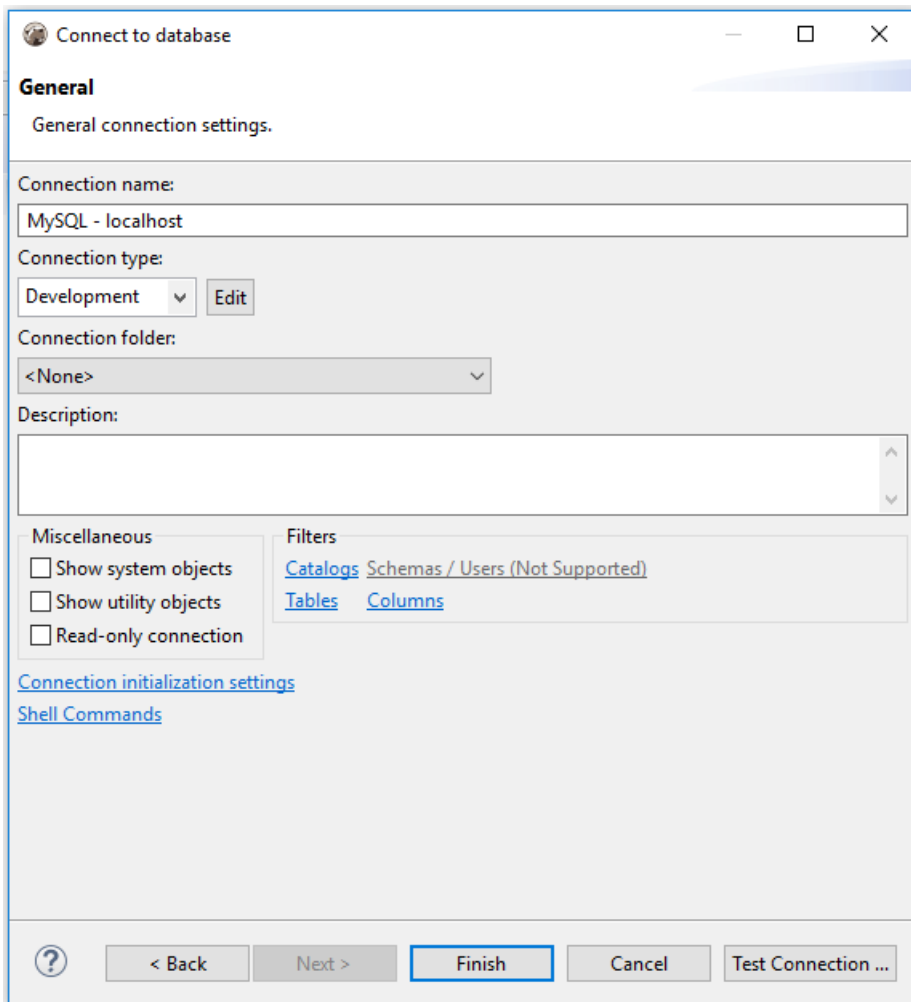 Connect to database
General
General connection settings.
Connection name:
MySQL - localhost
Connection type:
Development Edit
Connection folder:
<None>
Description:
Miscellaneous Filters
Show system objects Catalogs Schemas / Users (Not Supported)
Show utility objects Tables Columns
Read-only connection
Connection initialization settings
Shell Commands
? < Back Next > Finish Cancel Test Connection ...